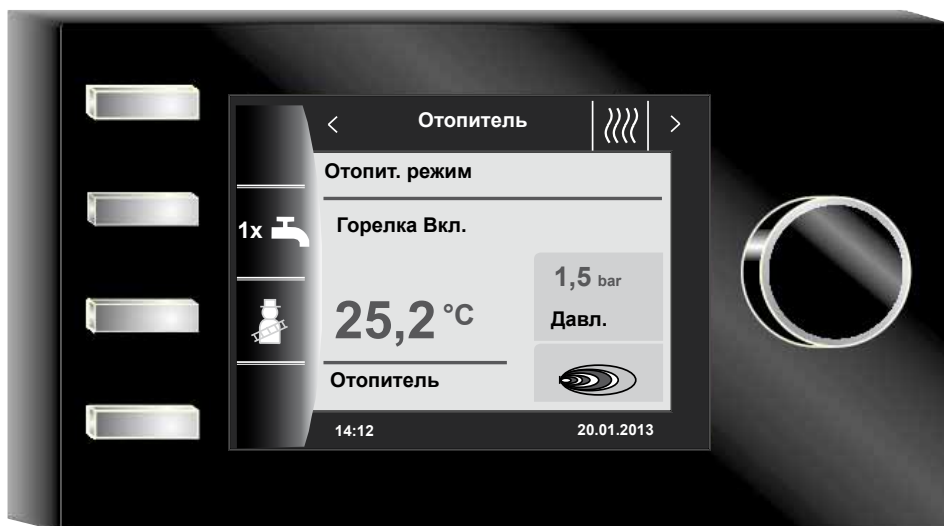 Отопитель
Отопит. режим
1x
Горелка Вкл.
1,5 bar
25,2 °C
Давл.
Отопитель
14:12 20.01.2013